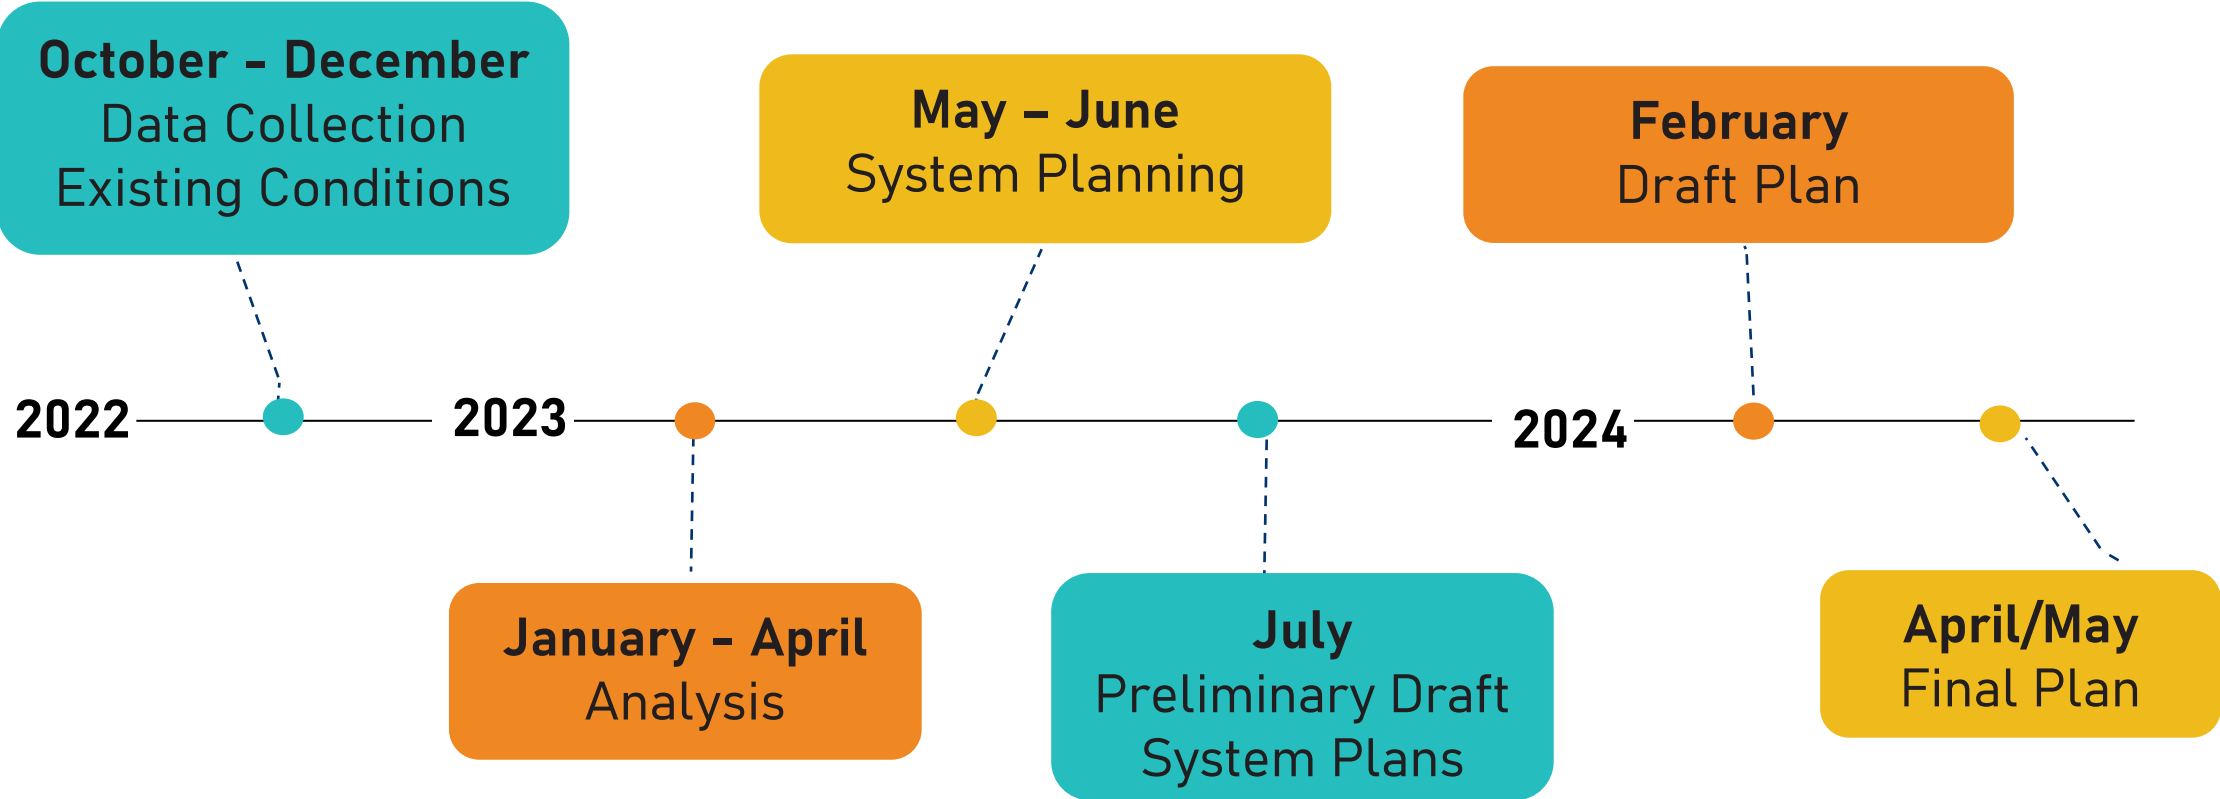 October - December
Data Collection
Existing Conditions
May – June
System Planning
February
Draft Plan
2022
2023
2024
January - April
Analysis
July
Preliminary Draft
System Plans
April/May
Final Plan